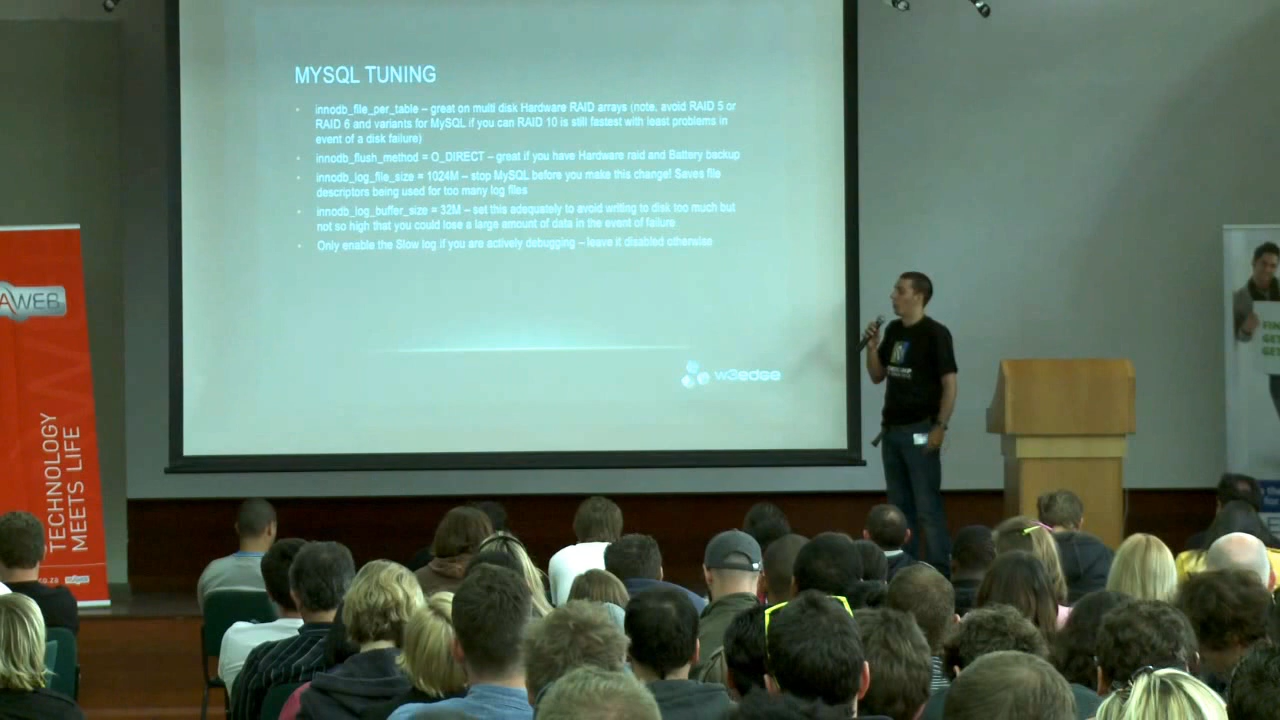 MYSQL TUNING
• innodb_file_per_table – great on multi disk Hardware RAID arrays (note, avoid RAID 5 or
RAID 6 and variants for MySQL if you can RAID 10 is still fastest with least problems in
event of a disk failure)
• innodb_flush_method = O_DIRECT – great if you have Hardware raid and Battery backup
• innodb_log_file_size = 1024M – stop MySQL before you make this change! Saves file
descriptors being used for too many log files
• innodb_log_buffer_size = 32M – set this adequately to avoid writing to disk too much but
not so high that you could lose a large amount of data in the event of failure
• Only enable the Slow log if you are actively debugging – leave it disabled otherwise
w3edge
AWEB
TECHNOLOGY
MEETS LIFE
.co.za